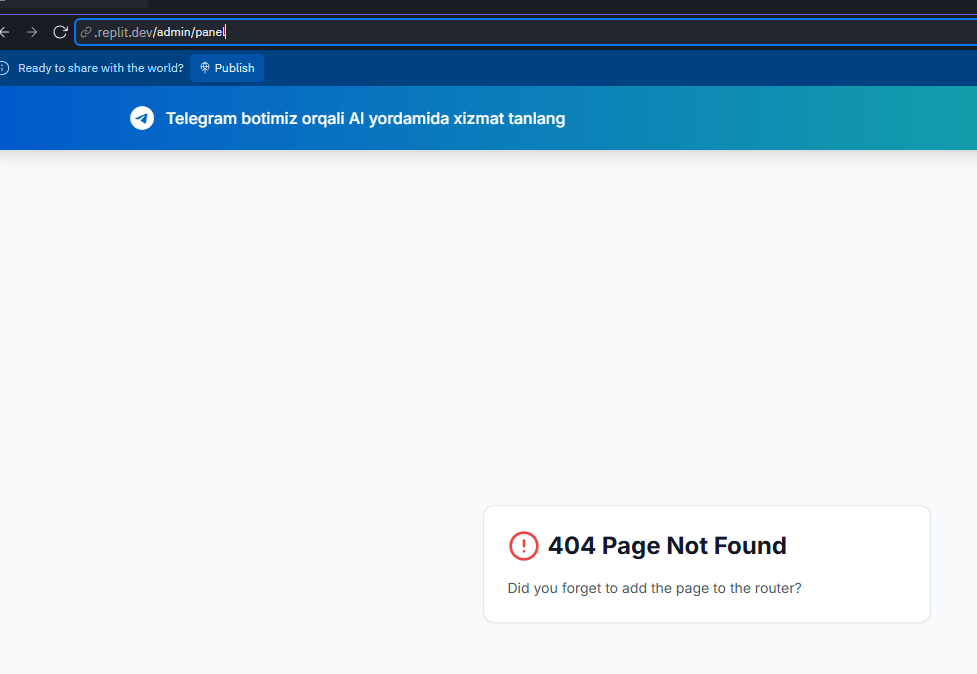 .replit.dev/admin/panel
Ready to share with the world?
Publish
Telegram botimiz orqali AI yordamida xizmat tanlang
404 Page Not Found
Did you forget to add the page to the router?